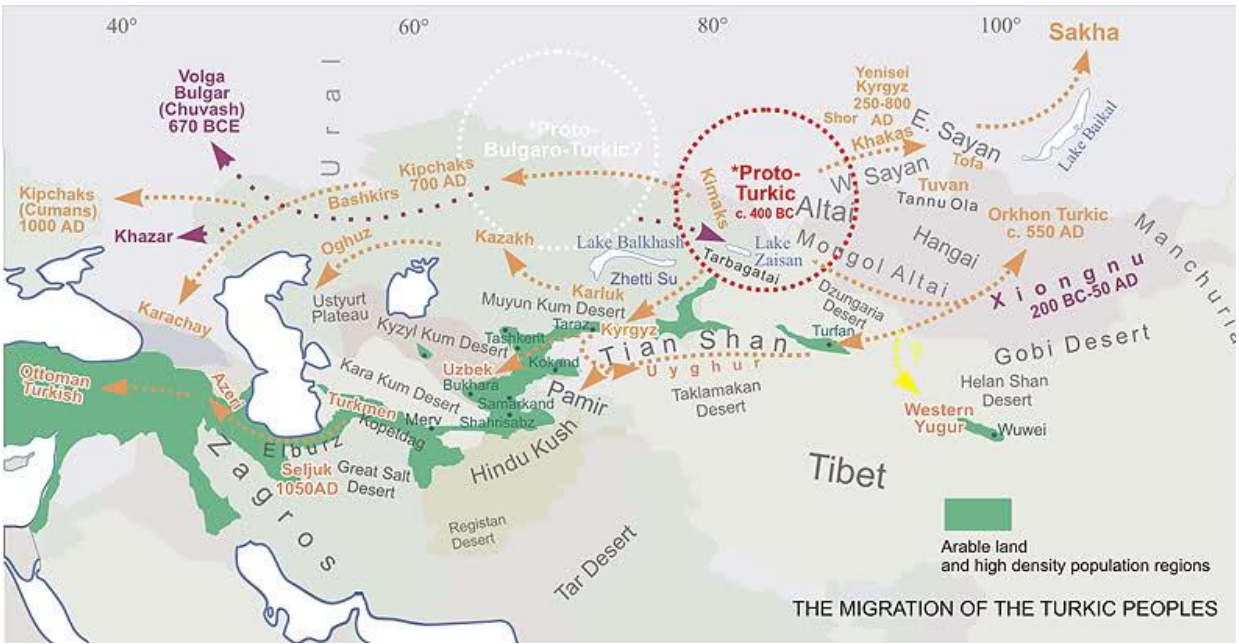 40°
60°
80°
100°
Sakha
Volga
Bulgar
(Chuvash)
670 BCE
Ural
*Proto-
Bulgaro-Turkic?
Yenisei
Kyrgyz
250-800
AD
Shor
Khakas
E. Sayan
Lake Baikal
Tofa
W. Sayan
Tuvan
Tannu Ola
*Proto-
Turkic
c. 400 BC
Kimaks
Altai
Kipchaks
700 AD
Bashkirs
Kipchaks
(Cumans)
1000 AD
Khazar
Oghuz
Kazakh
Lake Balkhash
Zhetti Su
Lake
Zaisan
Tarbagatai
Mongol Altai
Hangai
Orkhon Turkic
c. 550 AD
Manchuria
Xiongnu
200 BC-50 AD
Karachay
Ustyurt
Plateau
Muyun Kum Desert
Karluk
Dzungaria
Desert
Kyzyl Kum Desert
Tashkent
Taraz
Kyrgyz
Tian Shan
Turfan
?
Gobi Desert
Kokand
Uzbek
Bukhara
Uyghur
Kara Kum Desert
Samarkand
Pamir
Taklamakan
Desert
Helan Shan
Desert
Ottoman
Turkish
Azeri
Turkmen
Merv
Shahrisabz
Kopetdag
Western
Yugur
Wuwei
Elburz
Zagros
Seljuk
1050AD
Great Salt
Desert
Hindu Kush
Tibet
Registan
Desert
Tar Desert
Arable land
and high density population regions
THE MIGRATION OF THE TURKIC PEOPLES